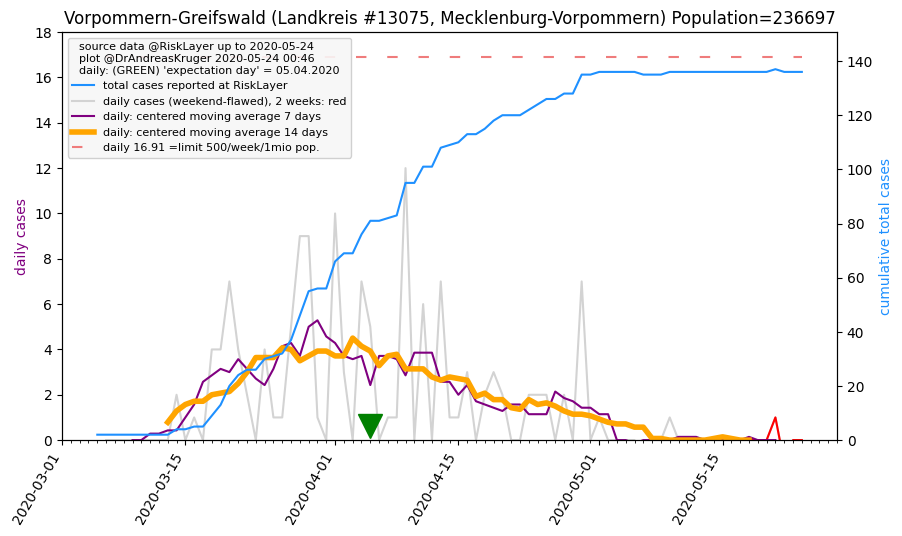 Vorpommern-Greifswald (Landkreis #13075, Mecklenburg-Vorpommern) Population=236697
source data @RiskLayer up to 2020-05-24
plot @DrAndreasKruger 2020-05-24 00:46
daily: (GREEN) 'expectation day' = 05.04.2020
total cases reported at RiskLayer
daily cases (weekend-flawed), 2 weeks: red
daily: centered moving average 7 days
daily: centered moving average 14 days
daily 16.91 =limit 500/week/1mio pop.
daily cases
18
16
14
12
10
8
6
4
2
0
cumulative total cases
140
120
100
80
60
40
20
0
2020-03-01
2020-03-15
2020-04-01
2020-04-15
2020-05-01
2020-05-15